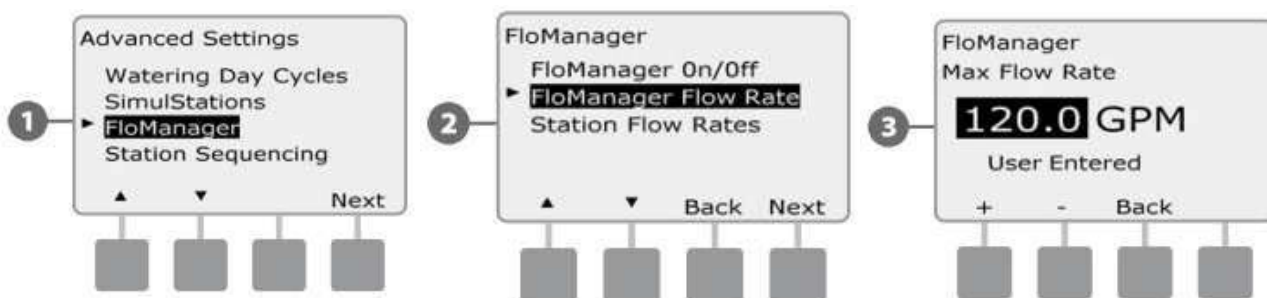 1
Advanced Settings
Watering Day Cycles
SimulStations
FloManager
Station Sequencing
Next
2
FloManager
FloManager On/Off
FloManager Flow Rate
Station Flow Rates
Back Next
3
FloManager
Max Flow Rate
120.0 GPM
User Entered
+ - Back